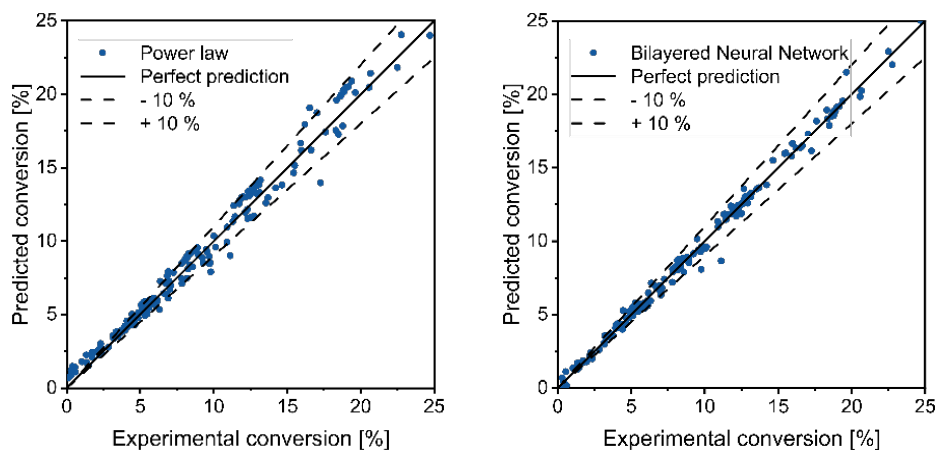 25
20
15
10
5
0
Predicted conversion [%]
Power law
Perfect prediction
- 10 %
+ 10 %
0 5 10 15 20 25
Experimental conversion [%]
25
20
15
10
5
0
Predicted conversion [%]
Bilayered Neural Network
Perfect prediction
- 10 %
+ 10 %
0 5 10 15 20 25
Experimental conversion [%]